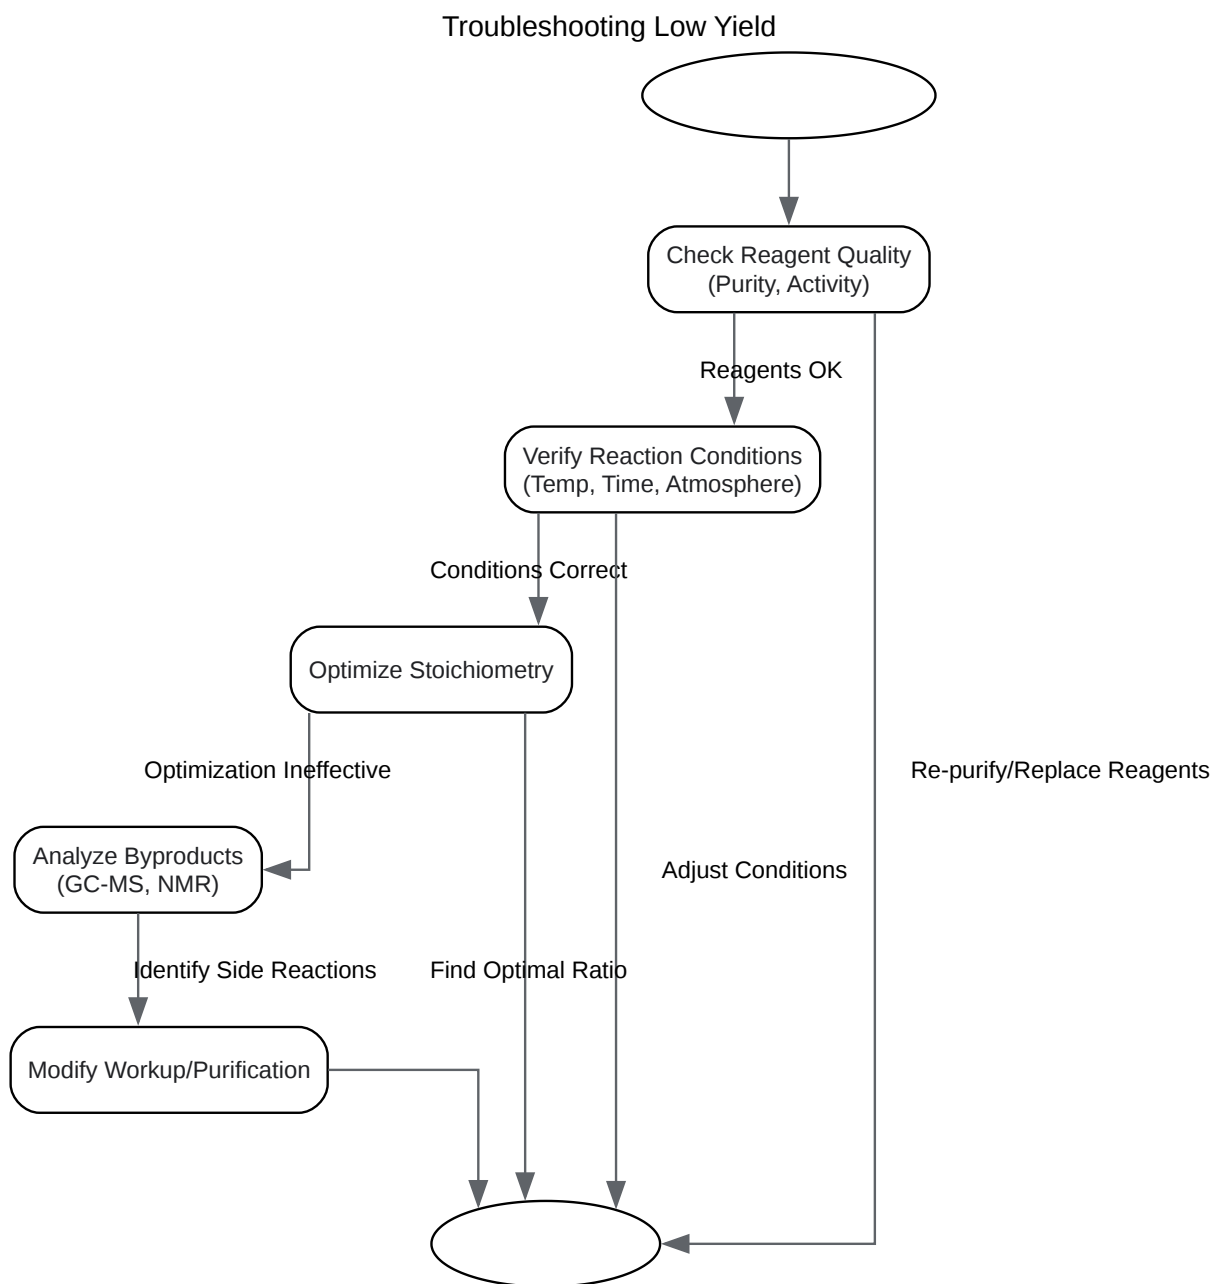 Troubleshooting Low Yield
Check Reagent Quality
(Purity, Activity)
Reagents OK
Verify Reaction Conditions
(Temp, Time, Atmosphere)
Conditions Correct
Optimize Stoichiometry
Optimization Ineffective
Re-purify/Replace Reagents
Analyze Byproducts
(GC-MS, NMR)
Adjust Conditions
Identify Side Reactions
Find Optimal Ratio
Modify Workup/Purification